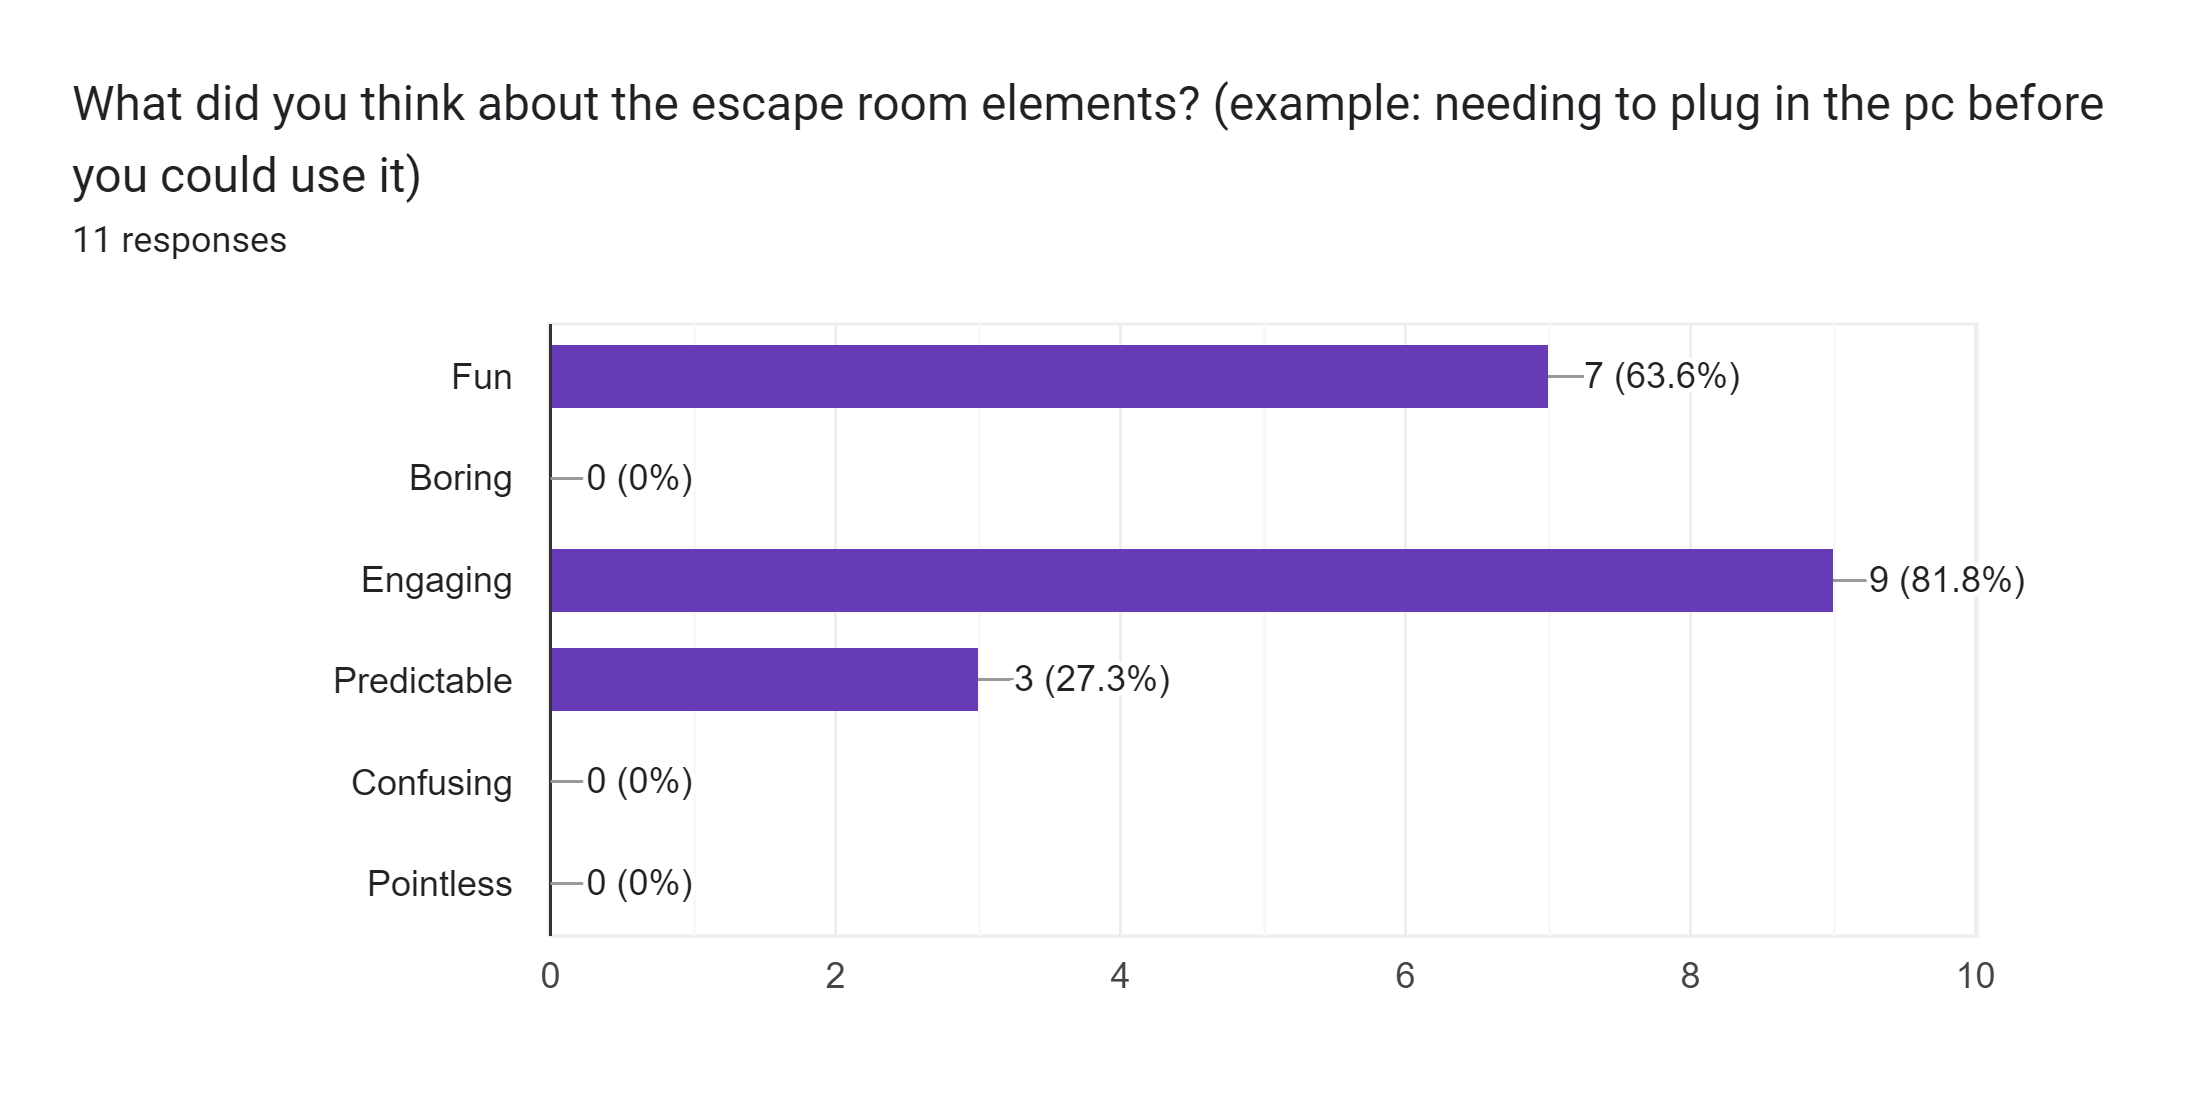 What did you think about the escape room elements? (example: needing to plug in the pc before
you could use it)
11 responses
Fun
7 (63.6%)
Boring
0 (0%)
Engaging
9 (81.8%)
Predictable
3 (27.3%)
Confusing
0 (0%)
Pointless
0 (0%)
0 2 4 6 8 10